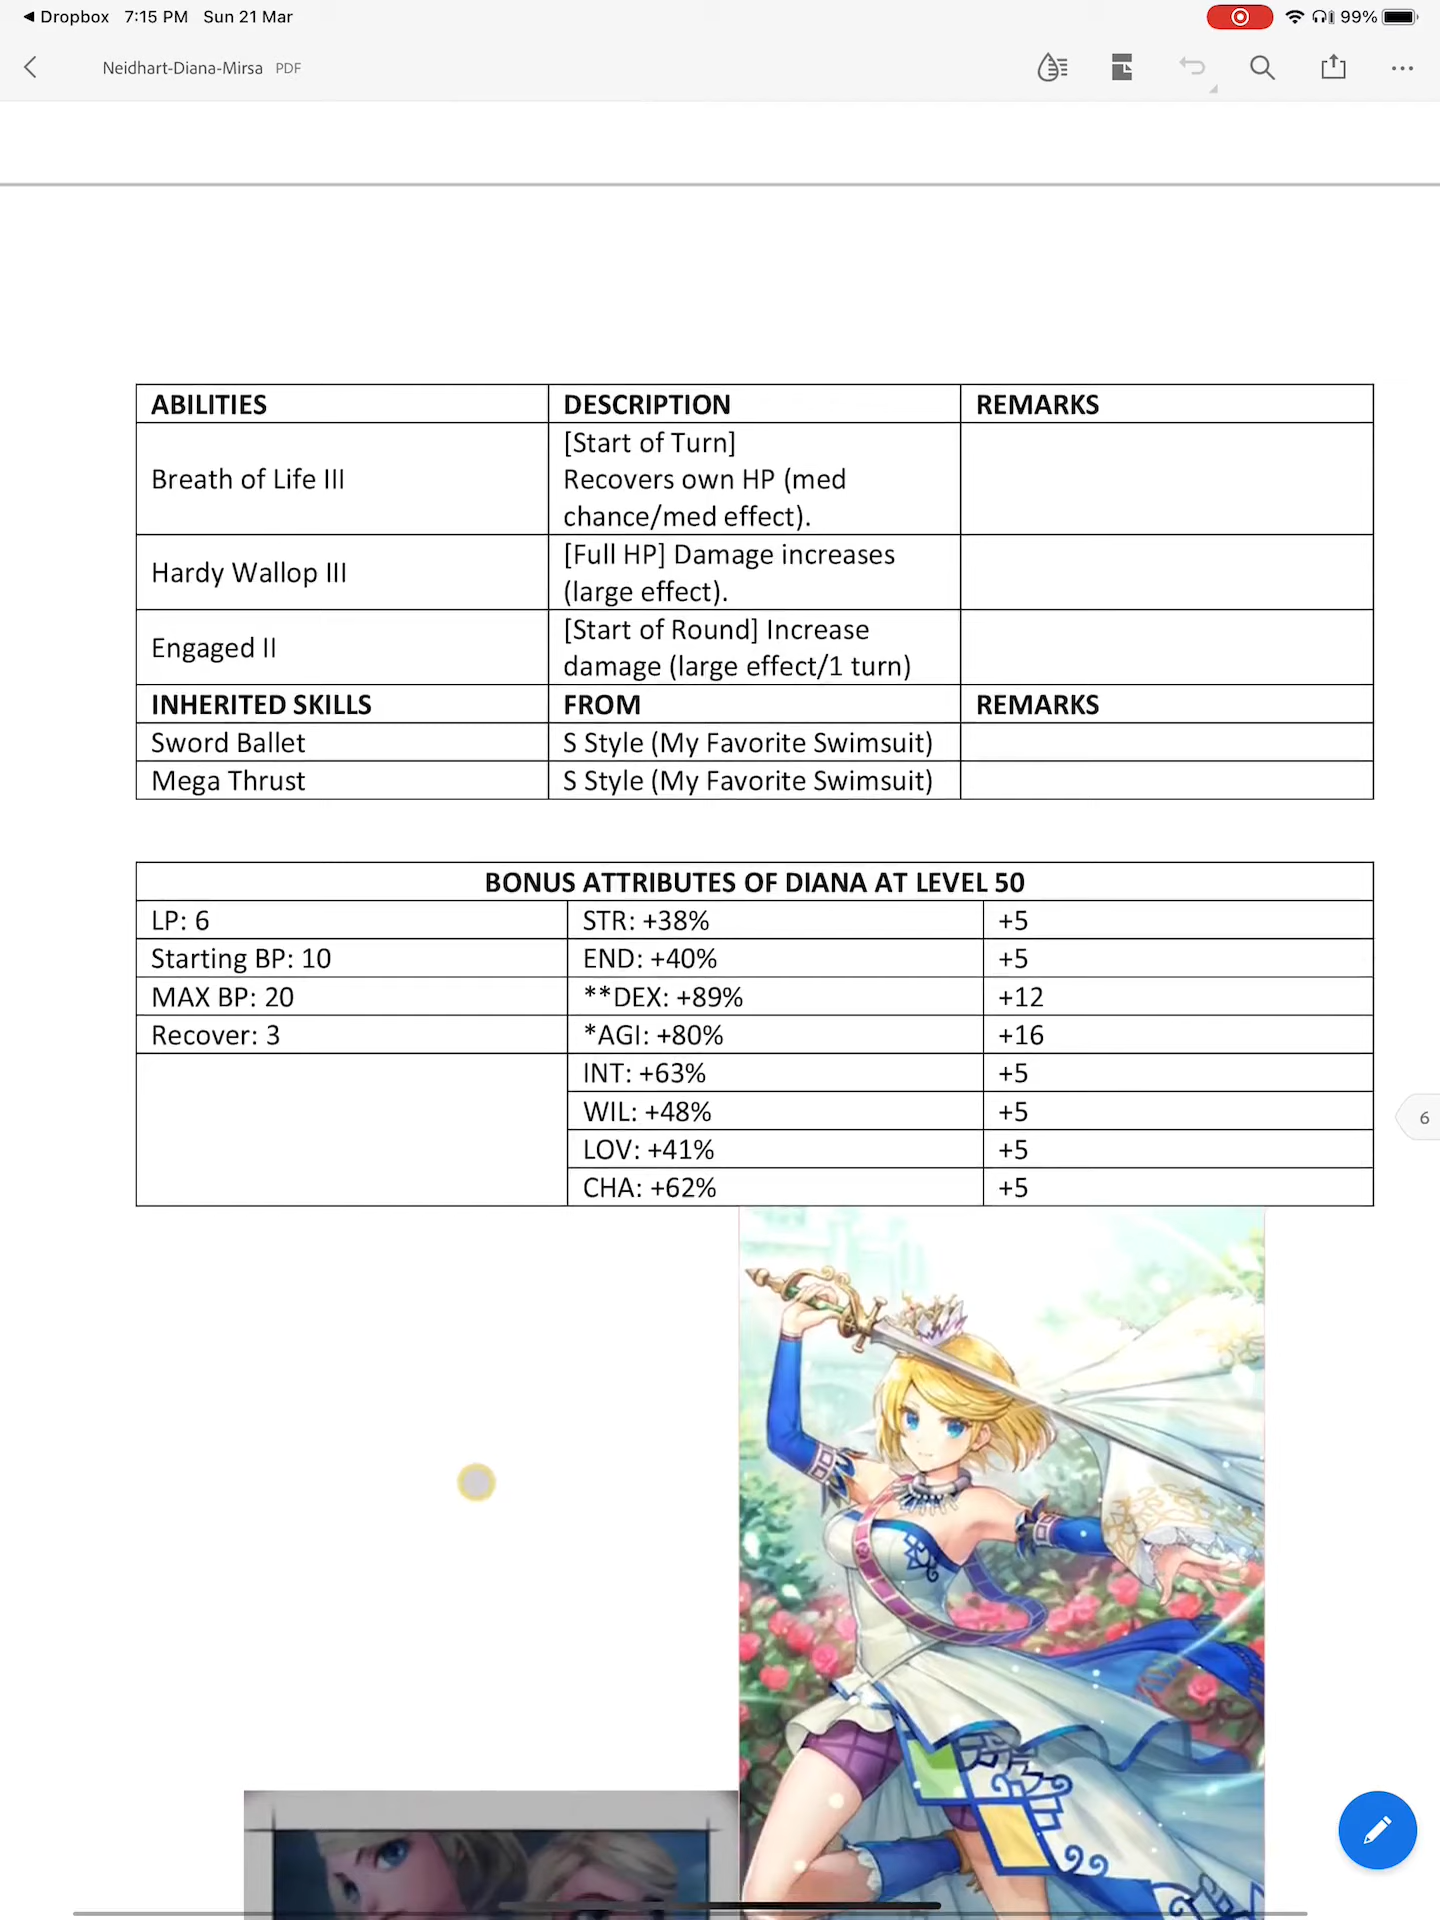 ◀ Dropbox 7:15 PM Sun 21 Mar 99%
Neidhart-Diana-Mirsa PDF
ABILITIES DESCRIPTION REMARKS
Breath of Life III
[Start of Turn]
Recovers own HP (med
chance/med effect).
Hardy Wallop III
[Full HP] Damage increases
(large effect).
Engaged II
[Start of Round] Increase
damage (large effect/1 turn)
INHERITED SKILLS FROM REMARKS
Sword Ballet S Style (My Favorite Swimsuit)
Mega Thrust S Style (My Favorite Swimsuit)
BONUS ATTRIBUTES OF DIANA AT LEVEL 50
LP: 6 STR: +38% +5
Starting BP: 10 END: +40% +5
MAX BP: 20 **DEX: +89% +12
Recover: 3 *AGI: +80% +16
INT: +63% +5
WIL: +48% +5
LOV: +41% +5
CHA: +62% +5
6